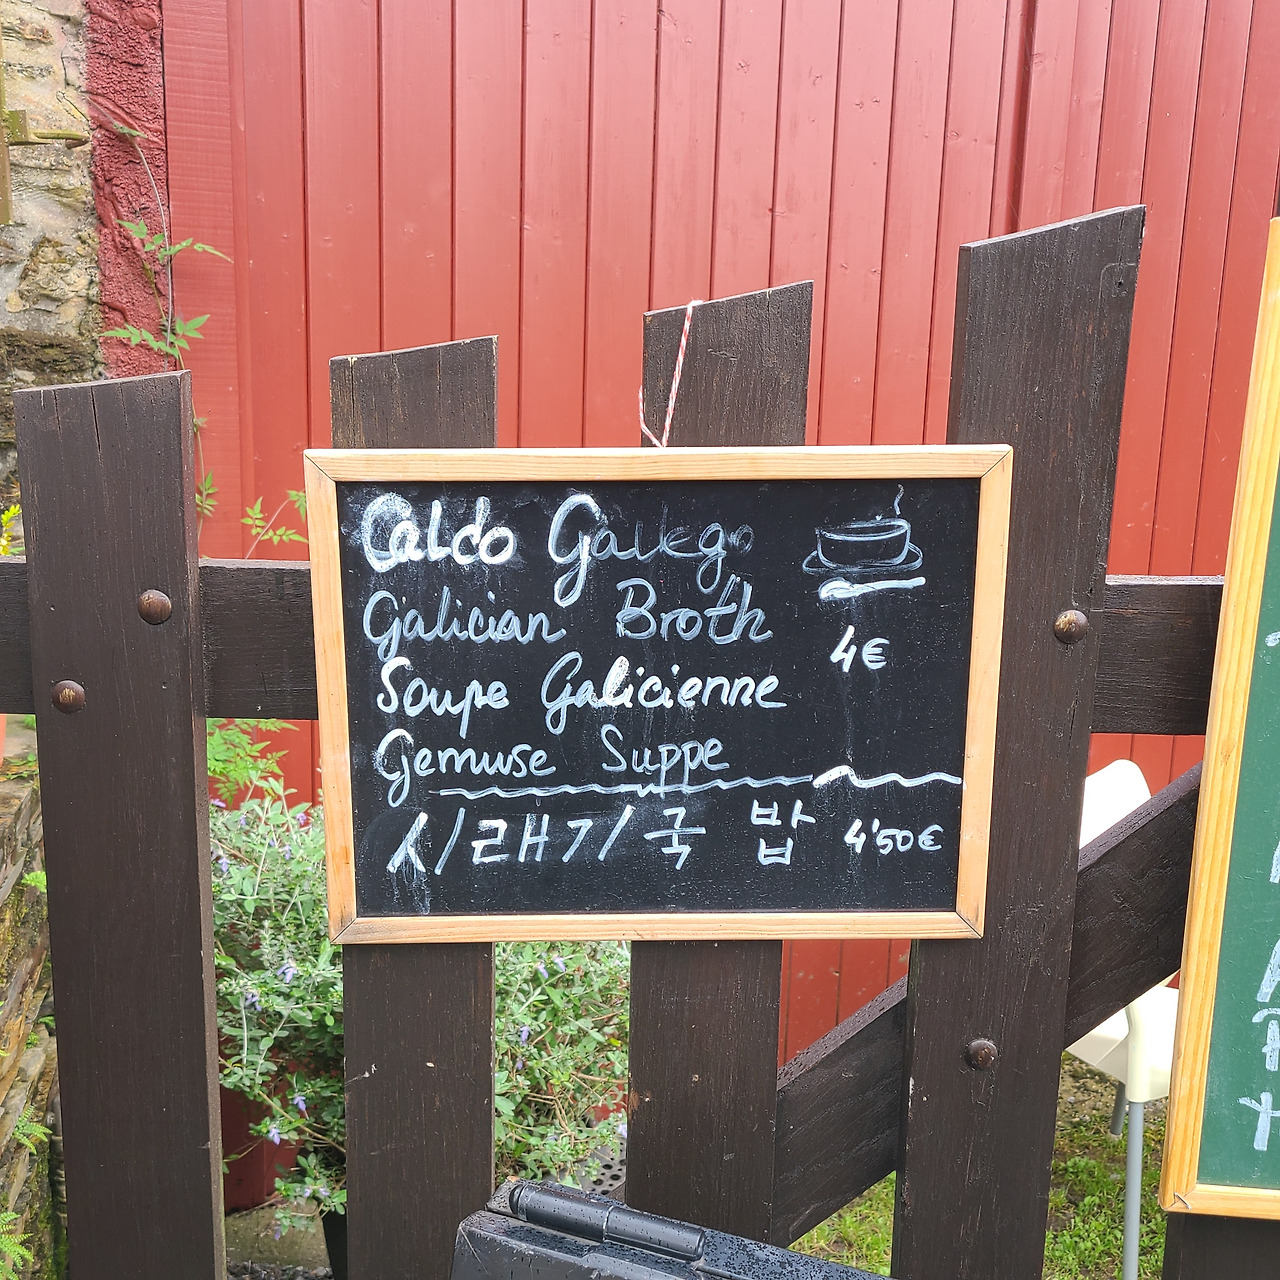 Caldo Gallego
Galician Broth
4€
Soupe Galicienne
Gemuse Suppe
시래기국 밥 4'50€